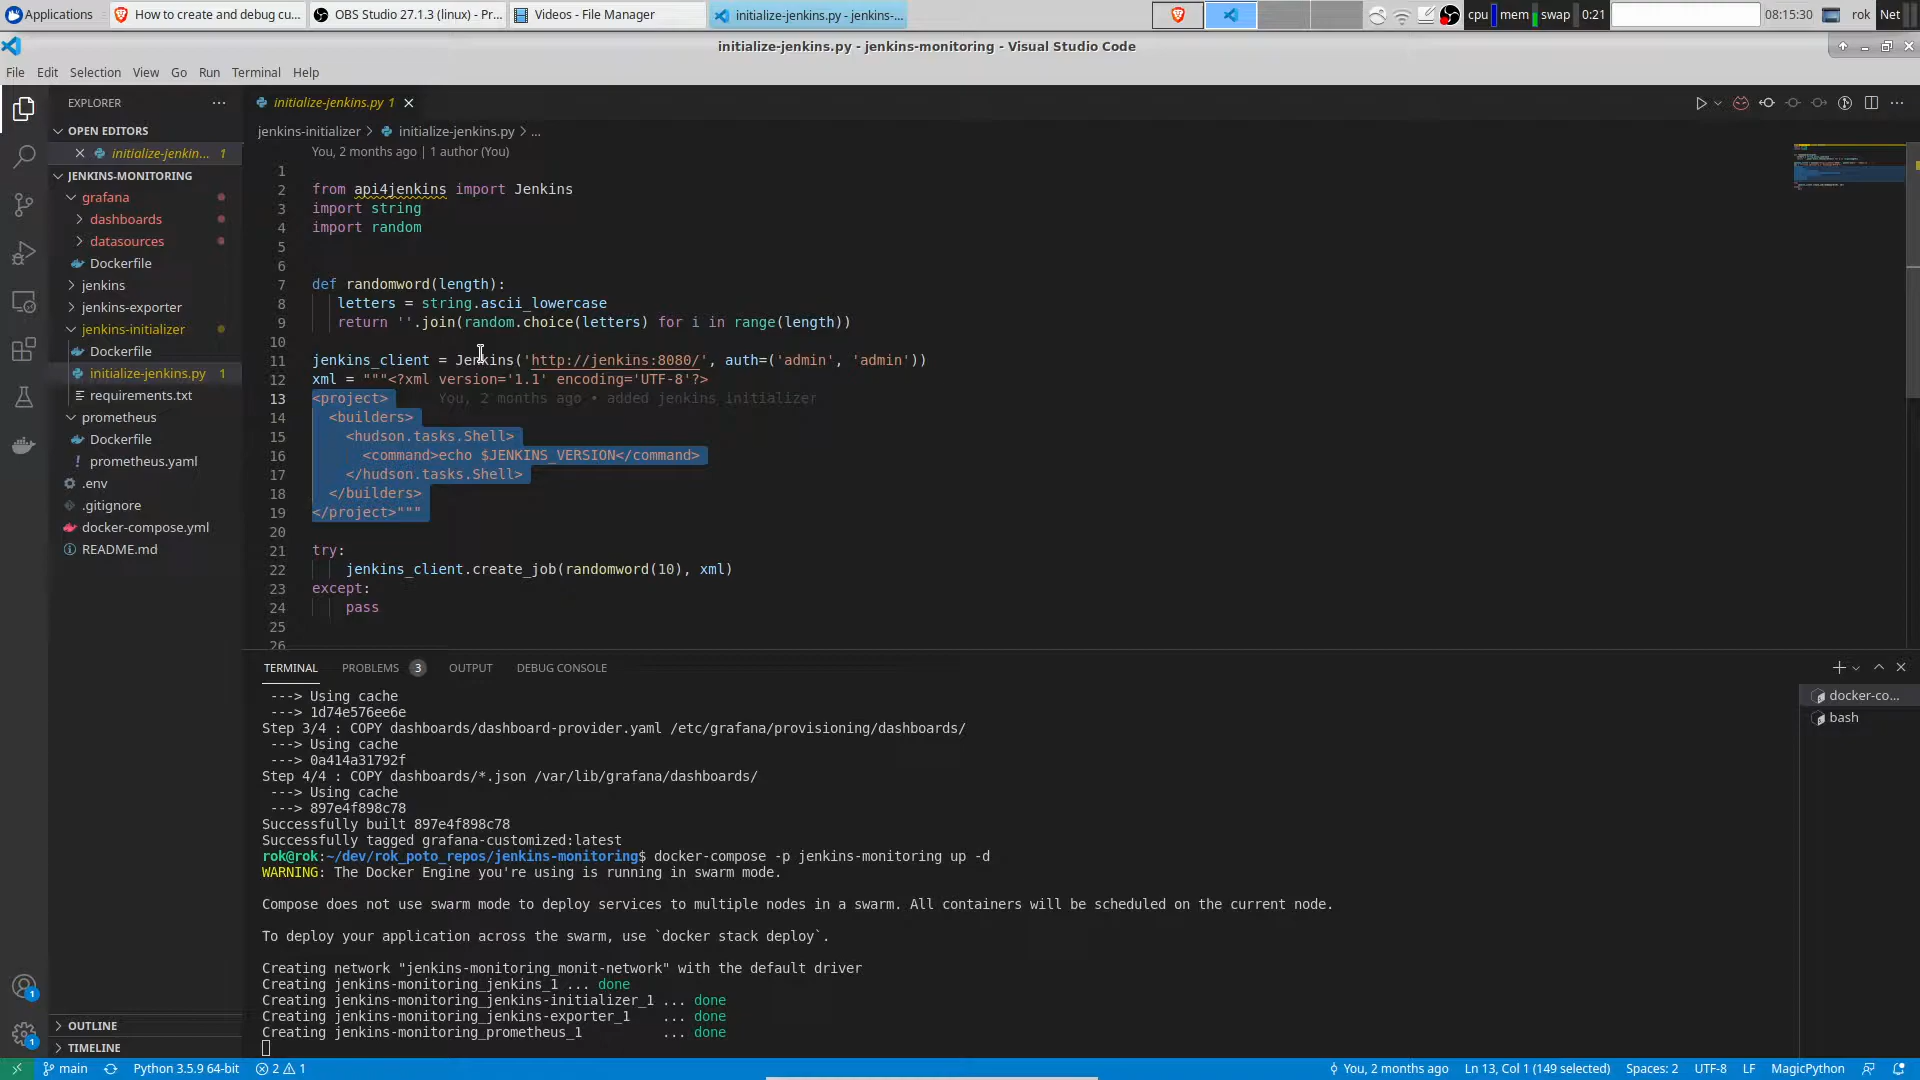 Applications
How to create and debug cu...
OBS Studio 27.1.3 (linux) - Pr...
Videos - File Manager
initialize-jenkins.py - jenkins-...
cpu
mem
swap
0:21
08:15:30
rok
Net
initialize-jenkins.py - jenkins-monitoring - Visual Studio Code
File Edit Selection View Go Run Terminal Help
EXPLORER
OPEN EDITORS
initialize-jenkin... 1
JENKINS-MONITORING
grafana
dashboards
datasources
Dockerfile
jenkins
jenkins-exporter
jenkins-initializer
Dockerfile
initialize-jenkins.py 1
requirements.txt
prometheus
Dockerfile
prometheus.yaml
.env
.gitignore
docker-compose.yml
README.md
OUTLINE
TIMELINE
initialize-jenkins.py 1
jenkins-initializer > initialize-jenkins.py > ...
You, 2 months ago | 1 author (You)
1
2 from api4jenkins import Jenkins
3 import string
4 import random
5
6
7 def randomword(length):
8 letters = string.ascii_lowercase
9 return ''.join(random.choice(letters) for i in range(length))
10
11 jenkins_client = Jenkins('http://jenkins:8080/', auth=('admin', 'admin'))
12 xml = """<?xml version='1.1' encoding='UTF-8'?>
13 <project> You, 2 months ago • added jenkins initializer
14 <builders>
15 <hudson.tasks.Shell>
16 <command>echo $JENKINS_VERSION</command>
17 </hudson.tasks.Shell>
18 </builders>
19 </project>"""
20
21 try:
22 jenkins_client.create_job(randomword(10), xml)
23 except:
24 pass
25
26
TERMINAL PROBLEMS 3 OUTPUT DEBUG CONSOLE
---> Using cache
---> 1d74e576ee6e
Step 3/4 : COPY dashboards/dashboard-provider.yaml /etc/grafana/provisioning/dashboards/
---> Using cache
---> 0a414a31792f
Step 4/4 : COPY dashboards/*.json /var/lib/grafana/dashboards/
---> Using cache
---> 897e4f898c78
Successfully built 897e4f898c78
Successfully tagged grafana-customized:latest
rok@rok:~/dev/rok_poto_repos/jenkins-monitoring$ docker-compose -p jenkins-monitoring up -d
WARNING: The Docker Engine you're using is running in swarm mode.
Compose does not use swarm mode to deploy services to multiple nodes in a swarm. All containers will be scheduled on the current node.
To deploy your application across the swarm, use `docker stack deploy`.
Creating network "jenkins-monitoring_monit-network" with the default driver
Creating jenkins-monitoring_jenkins_1 ... done
Creating jenkins-monitoring_jenkins-initializer_1 ... done
Creating jenkins-monitoring_jenkins-exporter_1 ... done
Creating jenkins-monitoring_prometheus_1 ... done
docker-co...
bash
1
1
main
Python 3.5.9 64-bit
2 1
You, 2 months ago
Ln 13, Col 1 (149 selected)
Spaces: 2
UTF-8
LF
MagicPython